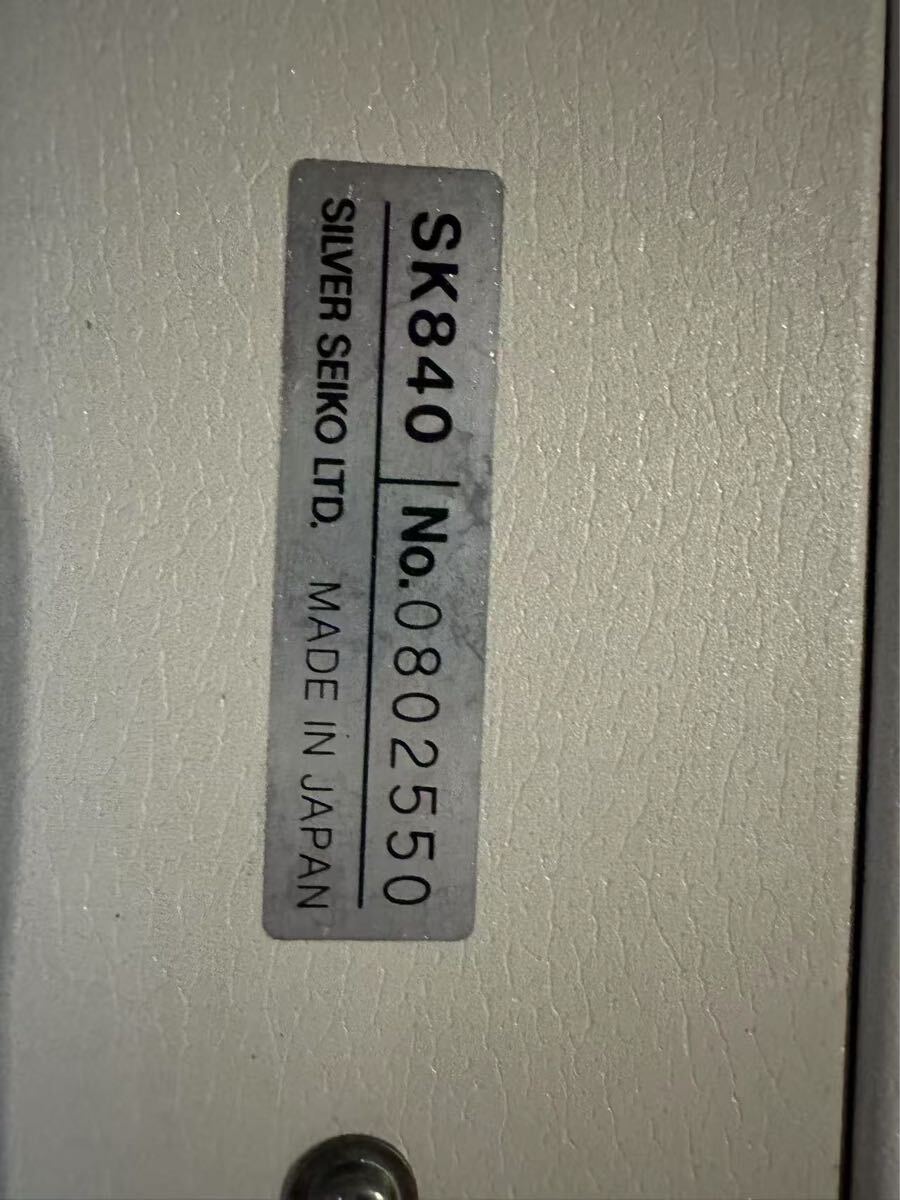 SK840 No.0802550
SILVER SEIKO LTD. MADE IN JAPAN